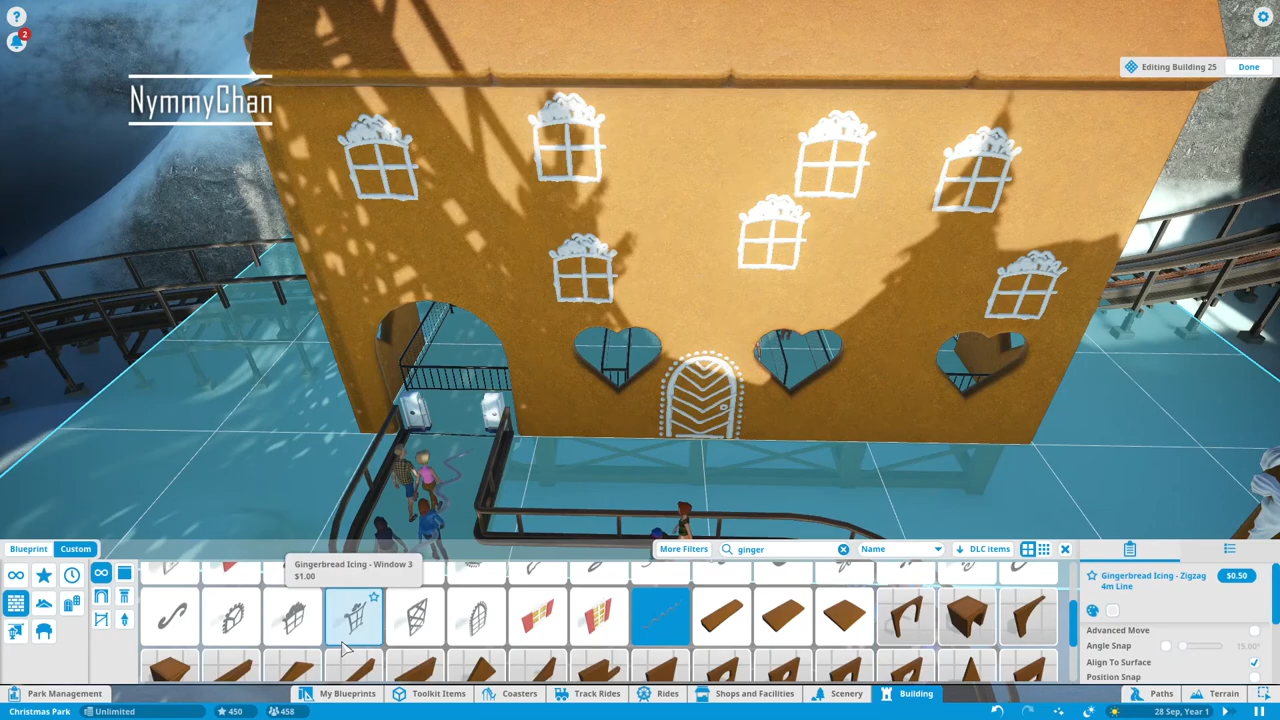 ?
2
NymmyChan
Editing Building 25
Done
Blueprint
Custom
More Filters
ginger
Name
DLC items
Gingerbread Icing - Window 3
$1.00
Gingerbread Icing - Zigzag
4m Line
$0.50
Advanced Move
Angle Snap
15.00°
Align To Surface
Position Snap
Park Management
My Blueprints
Toolkit Items
Coasters
Track Rides
Rides
Shops and Facilities
Scenery
Building
Paths
Terrain
Christmas Park
Unlimited
450
458
28 Sep, Year 1